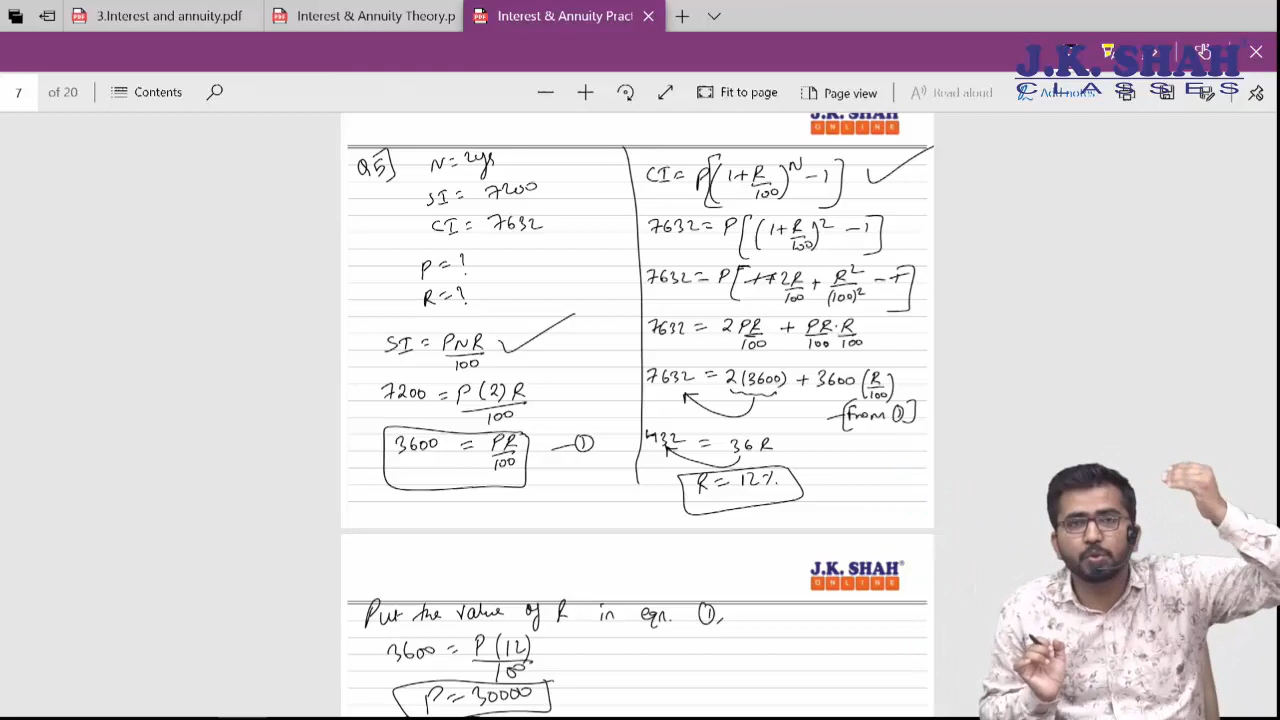 3.Interest and annuity.pdf
Interest & Annuity Theory.p
Interest & Annuity Pract
J.K. SHAH
CLASSES
7 of 20
Contents
Fit to page
Page view
Read aloud
Add notes
J.K. SHAH
ONLINE
Q5] N = 2ys
SI = 7200
CI = 7632
P = ?
R = ?
SI = PNR/100
7200 = P(2)R/100
3600 = PR/100 — ①
CI = P[(1+R/100)^N - 1]
7632 = P[(1+R/100)^2 - 1]
7632 = P[1+2R/100 + R^2/(100)^2 - 1]
7632 = 2PR/100 + PR/100 · R/100
7632 = 2(3600) + 3600(R/100)
[from ①]
432 = 36R
R = 12%
J.K. SHAH®
ONLINE
Put the value of R in eqn. ①,
3600 = P(12)/100
P = 30000